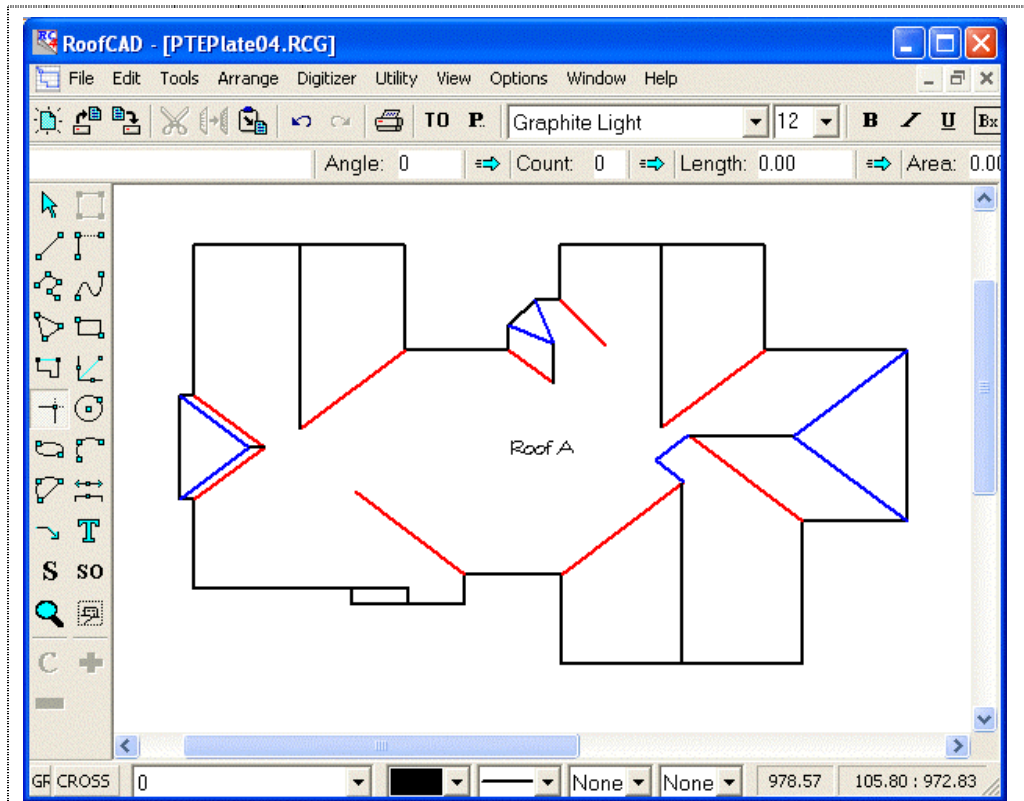 RoofCAD - [PTEPlate04.RCG]
File Edit Tools Arrange Digitizer Utility View Options Window Help
TO P. Graphite Light 12 B I U Bx
Angle: 0 Count: 0 Length: 0.00 Area: 0.00
Roof A
T
S SO
C
GF CROSS 0 None None 978.57 105.80 : 972.83